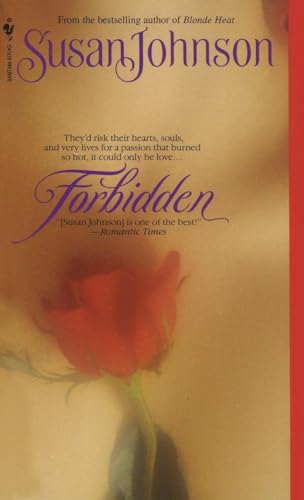 From the bestselling author of Blonde Heat
Susan Johnson
BANTAM BOOKS
They'd risk their hearts, souls,
and very lives for a passion that burned
so hot, it could only be love....
Forbidden
"[Susan Johnson] is one of the best!"
—Romantic Times